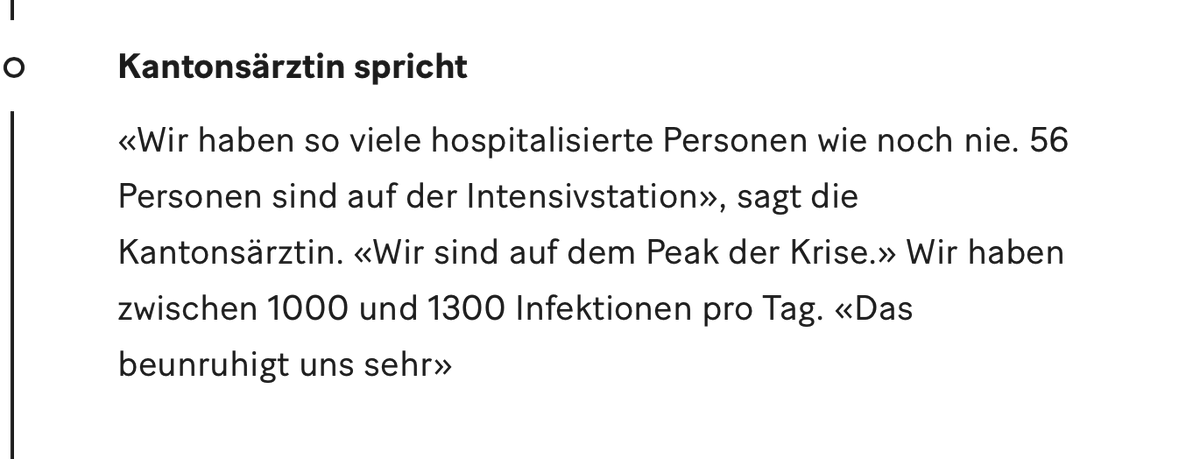 Kantonsärztin spricht
«Wir haben so viele hospitalisierte Personen wie noch nie. 56
Personen sind auf der Intensivstation», sagt die
Kantonsärztin. «Wir sind auf dem Peak der Krise.» Wir haben
zwischen 1000 und 1300 Infektionen pro Tag. «Das
beunruhigt uns sehr»